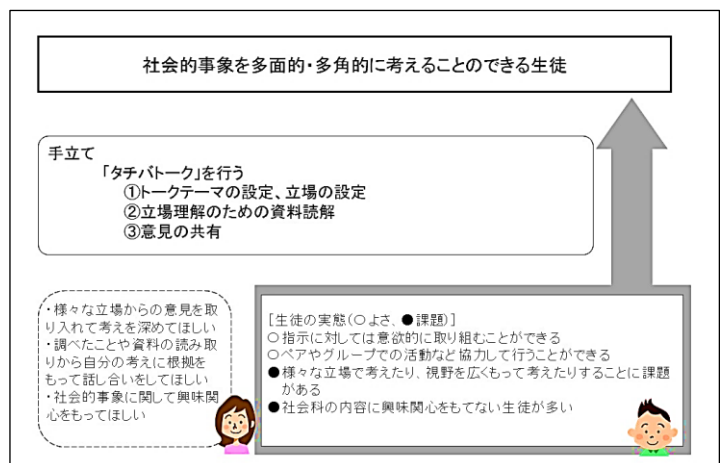 社会的事象を多面的・多角的に考えることのできる生徒
手立て
「タチバトーク」を行う
①トークテーマの設定、立場の設定
②立場理解のための資料読解
③意見の共有
・様々な立場からの意見を取
り入れて考えを深めてほしい
・調べたことや資料の読み取
りから自分の考えに根拠を
もって話し合いをしてほしい
・社会的事象に関して興味関
心をもってほしい
[生徒の実態(○よさ、●課題)]
○指示に対しては意欲的に取り組むことができる
○ペアやグループでの活動など協力して行うことができる
●様々な立場で考えたり、視野を広くもって考えたりすることに課題
がある
●社会科の内容に興味関心をもてない生徒が多い